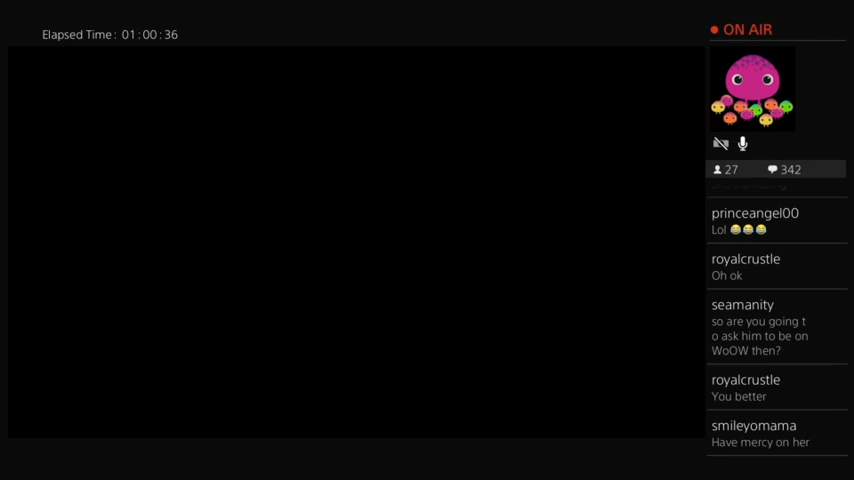 Elapsed Time: 01:00:36
ON AIR
27 342
princeangel00
Lol 😂😂😂
royalcrustle
Oh ok
seamanity
so are you going t
o ask him to be on
WoOW then?
royalcrustle
You better
smileyomama
Have mercy on her